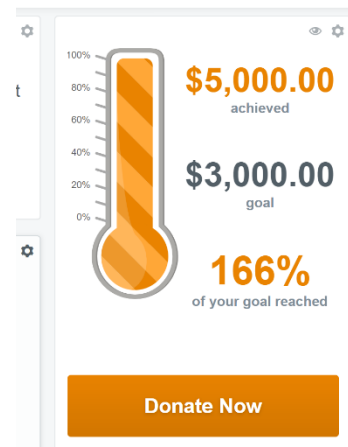 t
100%
80%
60%
40%
20%
0%
$5,000.00
achieved
$3,000.00
goal
166%
of your goal reached
Donate Now